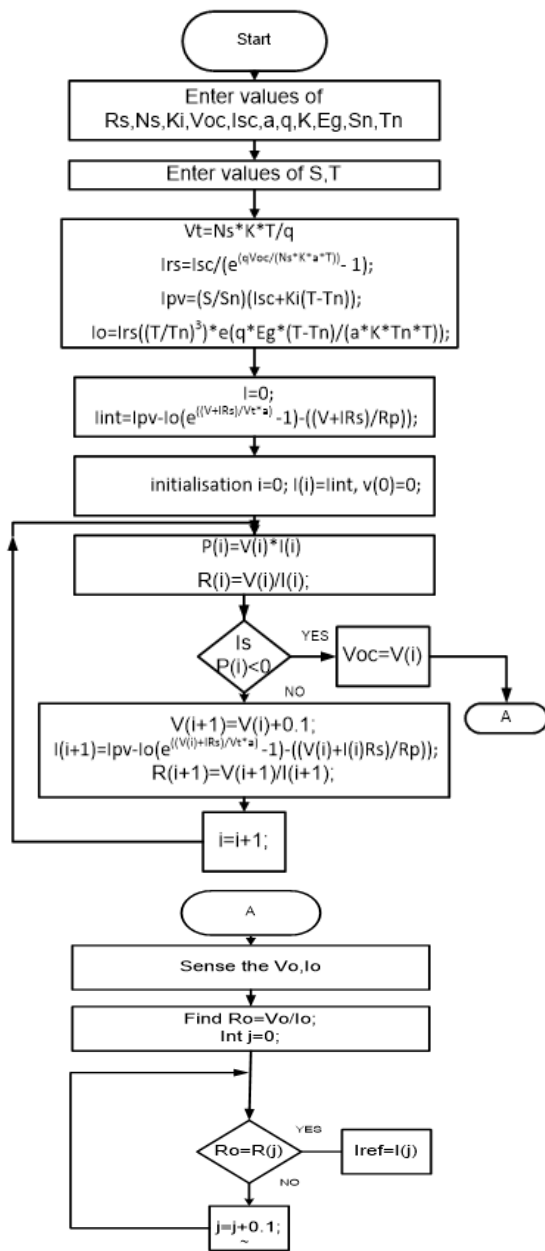 Start
Enter values of
Rs,Ns,Ki,Voc,Isc,a,q,K,Eg,Sn,Tn
Enter values of S,T
Vt=Ns*K*T/q
Irs=Isc/(e^(qVoc/(Ns*K*a*T))-1);
Ipv=(S/Sn)(Isc+Ki(T-Tn));
Io=Irs((T/Tn)^3)*e(q*Eg*(T-Tn)/(a*K*Tn*T));
I=0;
Iint=Ipv-Io(e^((V+IRs)/Vt*a)-1)-((V+IRs)/Rp));
initialisation i=0; I(i)=Iint, v(0)=0;
P(i)=V(i)*I(i)
R(i)=V(i)/I(i);
Is
P(i)<0
YES
Voc=V(i)
A
NO
V(i+1)=V(i)+0.1;
I(i+1)=Ipv-Io(e^((V(i)+IRs)/Vt*a)-1)-((V(i)+I(i)Rs)/Rp));
R(i+1)=V(i+1)/I(i+1);
i=i+1;
A
Sense the Vo,Io
Find Ro=Vo/Io;
Int j=0;
Ro=R(j)
YES
Iref=I(j)
NO
j=j+0.1;
~